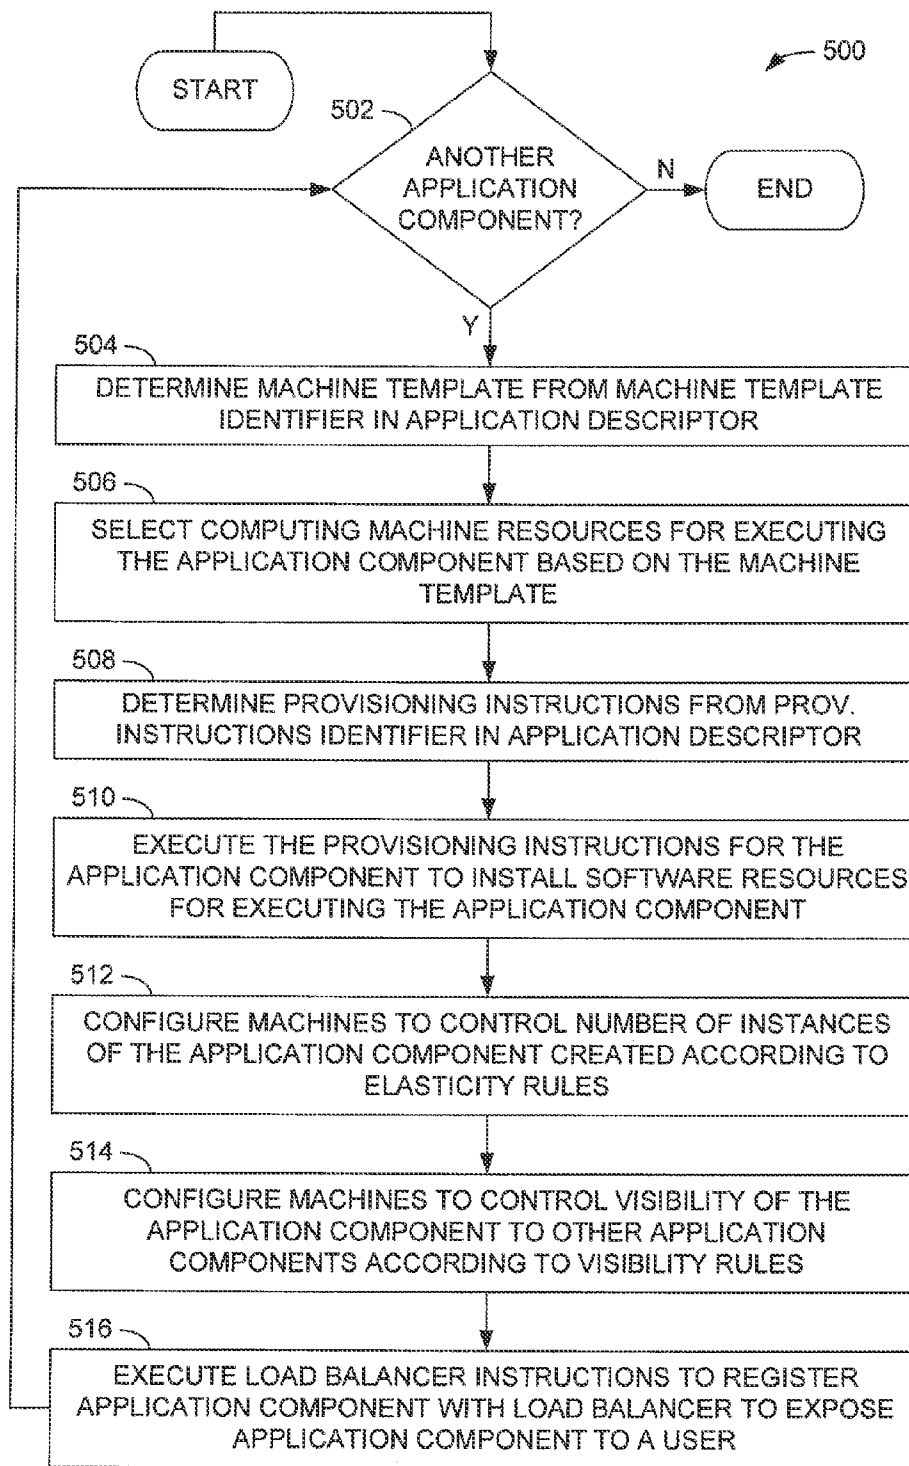 500
START
502
ANOTHER
APPLICATION
COMPONENT?
N
END
Y
504
DETERMINE MACHINE TEMPLATE FROM MACHINE TEMPLATE
IDENTIFIER IN APPLICATION DESCRIPTOR
506
SELECT COMPUTING MACHINE RESOURCES FOR EXECUTING
THE APPLICATION COMPONENT BASED ON THE MACHINE
TEMPLATE
508
DETERMINE PROVISIONING INSTRUCTIONS FROM PROV.
INSTRUCTIONS IDENTIFIER IN APPLICATION DESCRIPTOR
510
EXECUTE THE PROVISIONING INSTRUCTIONS FOR THE
APPLICATION COMPONENT TO INSTALL SOFTWARE RESOURCES
FOR EXECUTING THE APPLICATION COMPONENT
512
CONFIGURE MACHINES TO CONTROL NUMBER OF INSTANCES
OF THE APPLICATION COMPONENT CREATED ACCORDING TO
ELASTICITY RULES
514
CONFIGURE MACHINES TO CONTROL VISIBILITY OF THE
APPLICATION COMPONENT TO OTHER APPLICATION
COMPONENTS ACCORDING TO VISIBILITY RULES
516
EXECUTE LOAD BALANCER INSTRUCTIONS TO REGISTER
APPLICATION COMPONENT WITH LOAD BALANCER TO EXPOSE
APPLICATION COMPONENT TO A USER